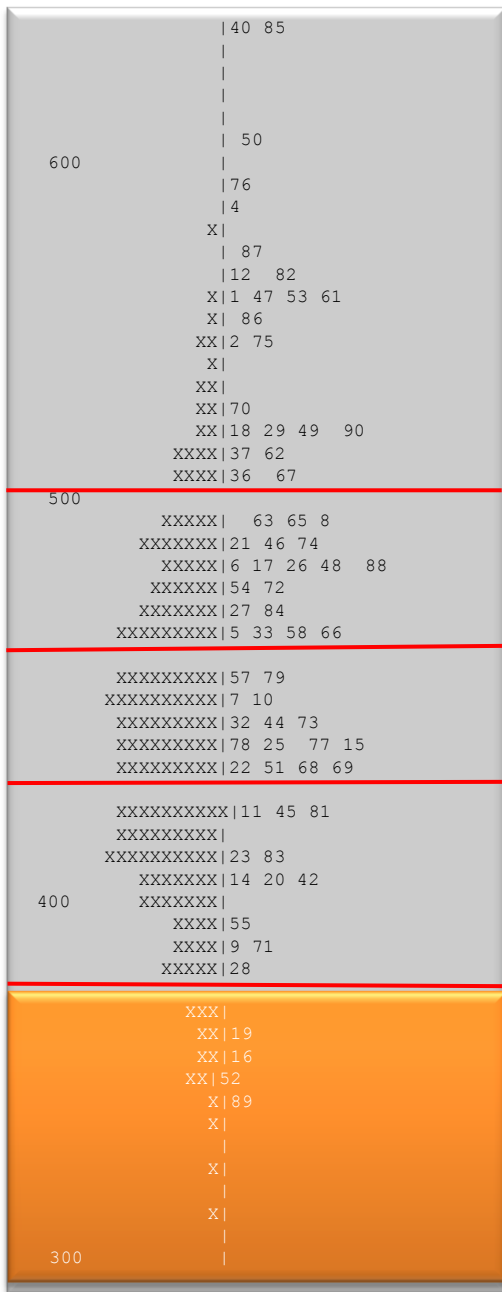 |40 85
|
|
|
|
| 50
600 |
|76
|4
X|
| 87
|12  82
X|1 47 53 61
X| 86
XX|2 75
X|
XX|
XX|70
XX|18 29 49  90
XXXX|37 62
XXXX|36  67
500
XXXXX|  63 65 8
XXXXXXX|21 46 74
XXXXX|6 17 26 48  88
XXXXXX|54 72
XXXXXXX|27 84
XXXXXXXXX|5 33 58 66
XXXXXXXXX|57 79
XXXXXXXXXX|7 10
XXXXXXXXX|32 44 73
XXXXXXXXX|78 25  77 15
XXXXXXXXX|22 51 68 69
XXXXXXXXXX|11 45 81
XXXXXXXXX|
XXXXXXXXXX|23 83
XXXXXXX|14 20 42
400 XXXXXXX|
XXXX|55
XXXX|9 71
XXXXX|28
XXX|
XX|19
XX|16
XX|52
X|89
X|
|
X|
|
X|
|
300 |